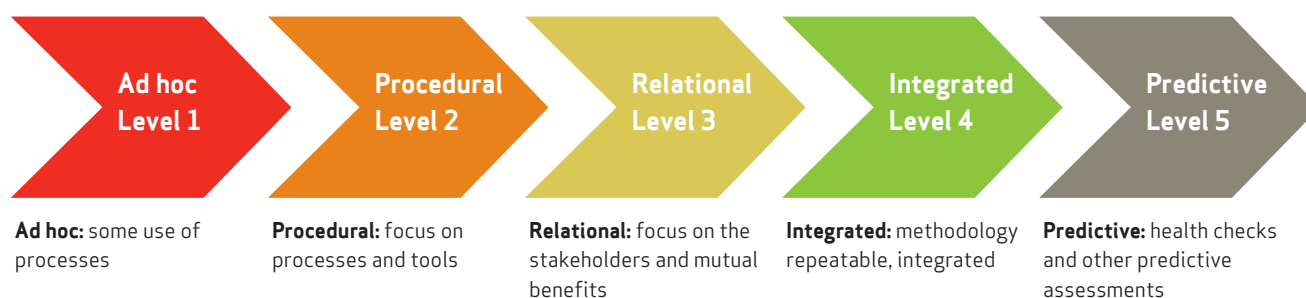 Ad hoc
Level 1
Procedural
Level 2
Relational
Level 3
Integrated
Level 4
Predictive
Level 5
Ad hoc: some use of
processes
Procedural: focus on
processes and tools
Relational: focus on the
stakeholders and mutual
benefits
Integrated: methodology
repeatable, integrated
Predictive: health checks
and other predictive
assessments